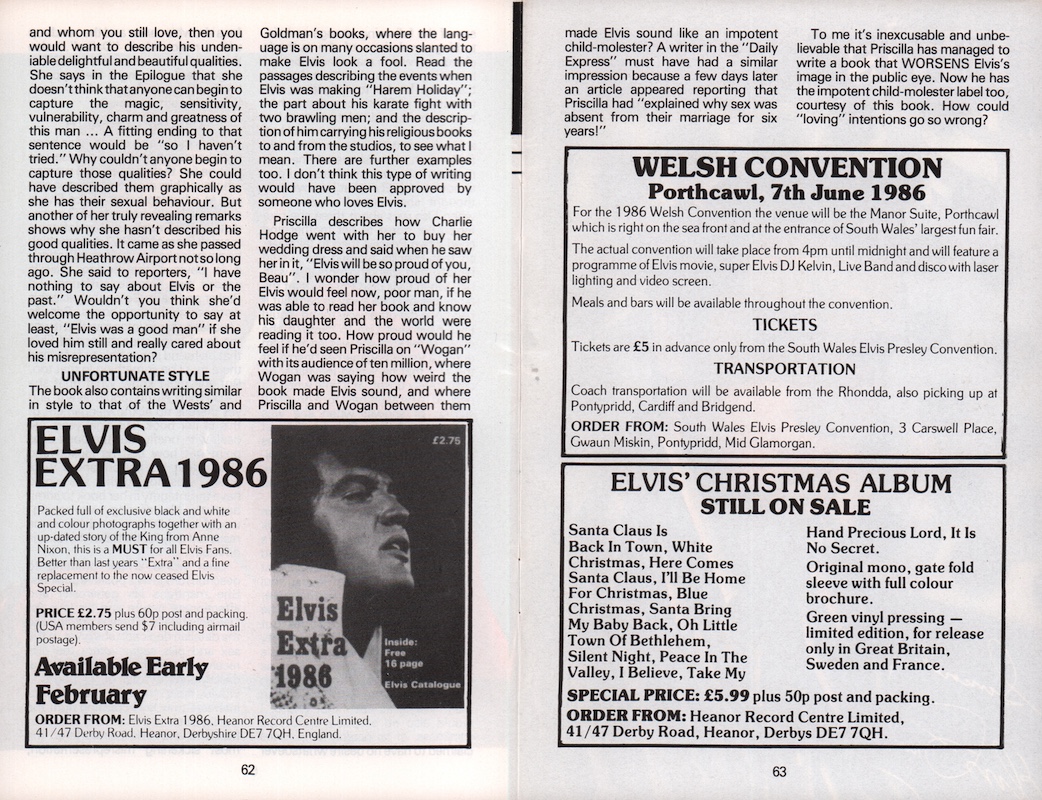 and whom you still love, then you
would want to describe his unden-
iable delightful and beautiful qualities.
She says in the Epilogue that she
doesn't think that anyone can begin to
capture the magic, sensitivity,
vulnerability, charm and greatness of
this man ... A fitting ending to that
sentence would be "so I haven't
tried." Why couldn't anyone begin to
capture those qualities? She could
have described them graphically as
she has their sexual behaviour. But
another of her truly revealing remarks
shows why she hasn't described his
good qualities. It came as she passed
through Heathrow Airport not so long
ago. She said to reporters, "I have
nothing to say about Elvis or the
past." Wouldn't you think she'd
welcome the opportunity to say at
least, "Elvis was a good man" if she
loved him still and really cared about
his misrepresentation?
UNFORTUNATE STYLE
The book also contains writing similar
in style to that of the Wests' and
Goldman's books, where the lang-
uage is on many occasions slanted to
make Elvis look a fool. Read the
passages describing the events when
Elvis was making "Harem Holiday";
the part about his karate fight with
two brawling men; and the descrip-
tion of him carrying his religious books
to and from the studios, to see what I
mean. There are further examples
too. I don't think this type of writing
would have been approved by
someone who loves Elvis.
Priscilla describes how Charlie
Hodge went with her to buy her
wedding dress and said when he saw
her in it, "Elvis will be so proud of you,
Beau". I wonder how proud of her
Elvis would feel now, poor man, if he
was able to read her book and know
his daughter and the world were
reading it too. How proud would he
feel if he'd seen Priscilla on "Wogan"
with its audience of ten million, where
Wogan was saying how weird the
book made Elvis sound, and where
Priscilla and Wogan between them
ELVIS
EXTRA 1986
Packed full of exclusive black and white
and colour photographs together with an
up-dated story of the King from Anne
Nixon, this is a MUST for all Elvis Fans.
Better than last years "Extra" and a fine
replacement to the now ceased Elvis
Special.
PRICE £2.75 plus 60p post and packing.
(USA members send $7 including airmail
postage).
Available Early
February
£2.75
Elvis
Extra
1986
Inside:
Free
16 page
Elvis Catalogue
ORDER FROM: Elvis Extra 1986, Heanor Record Centre Limited.
41/47 Derby Road, Heanor, Derbyshire DE7 7QH, England.
62
made Elvis sound like an impotent
child-molester? A writer in the "Daily
Express" must have had a similar
impression because a few days later
an article appeared reporting that
Priscilla had "explained why sex was
absent from their marriage for six
years!"
To me it's inexcusable and unbe-
lievable that Priscilla has managed to
write a book that WORSENS Elvis's
image in the public eye. Now he has
the impotent child-molester label too,
courtesy of this book. How could
"loving" intentions go so wrong?
WELSH CONVENTION
Porthcawl, 7th June 1986
For the 1986 Welsh Convention the venue will be the Manor Suite, Porthcawl
which is right on the sea front and at the entrance of South Wales' largest fun fair.
The actual convention will take place from 4pm until midnight and will feature a
programme of Elvis movie, super Elvis DJ Kelvin, Live Band and disco with laser
lighting and video screen.
Meals and bars will be available throughout the convention.
TICKETS
Tickets are £5 in advance only from the South Wales Elvis Presley Convention.
TRANSPORTATION
Coach transportation will be available from the Rhondda, also picking up at
Pontypridd, Cardiff and Bridgend.
ORDER FROM: South Wales Elvis Presley Convention, 3 Carswell Place,
Gwaun Miskin, Pontypridd, Mid Glamorgan.
ELVIS' CHRISTMAS ALBUM
STILL ON SALE
Santa Claus Is
Back In Town, White
Christmas, Here Comes
Santa Claus, I'll Be Home
For Christmas, Blue
Christmas, Santa Bring
My Baby Back, Oh Little
Town Of Bethlehem,
Silent Night, Peace In The
Valley, I Believe, Take My
Hand Precious Lord, It Is
No Secret.
Original mono, gate fold
sleeve with full colour
brochure.
Green vinyl pressing —
limited edition, for release
only in Great Britain,
Sweden and France.
SPECIAL PRICE: £5.99 plus 50p post and packing.
ORDER FROM: Heanor Record Centre Limited,
41/47 Derby Road, Heanor, Derbys DE7 7QH.
63